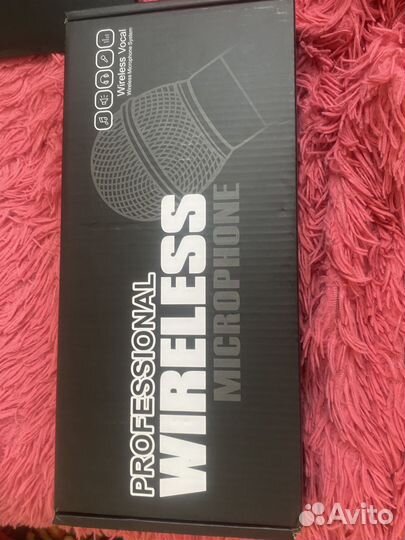 Wireless Vocal
Wireless Microphone System
PROFESSIONAL
WIRELESS
MICROPHONE
Avito